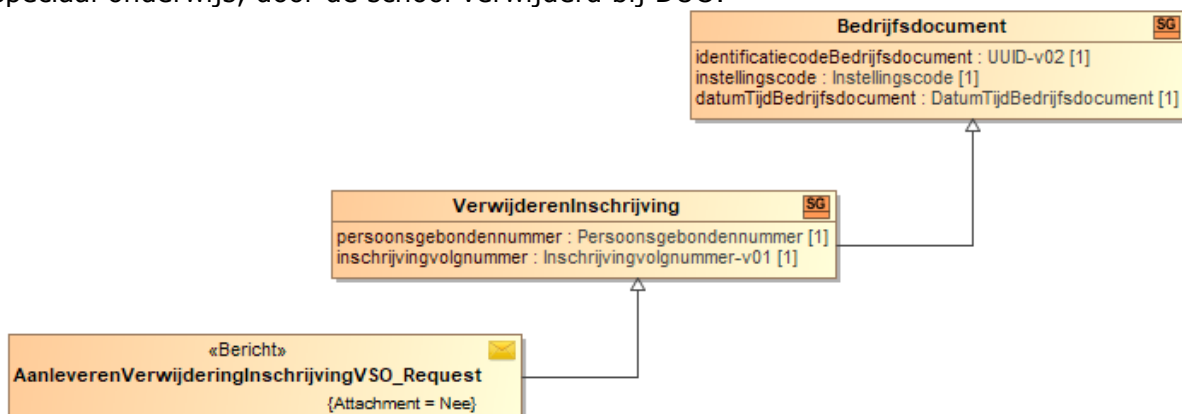 speciaal onderwijs, door de school verwijderd bij DUO.
Bedrijfsdocument SG
identificatiecodeBedrijfsdocument : UUID-v02 [1]
instellingscode : Instellingscode [1]
datumTijdBedrijfsdocument : DatumTijdBedrijfsdocument [1]
VerwijderenInschrijving SG
persoonsgebondennummer : Persoonsgebondennummer [1]
inschrijvingvolgnummer : Inschrijvingvolgnummer-v01 [1]
«Bericht»
AanleverenVerwijderingInschrijvingVSO_Request
{Attachment = Nee}